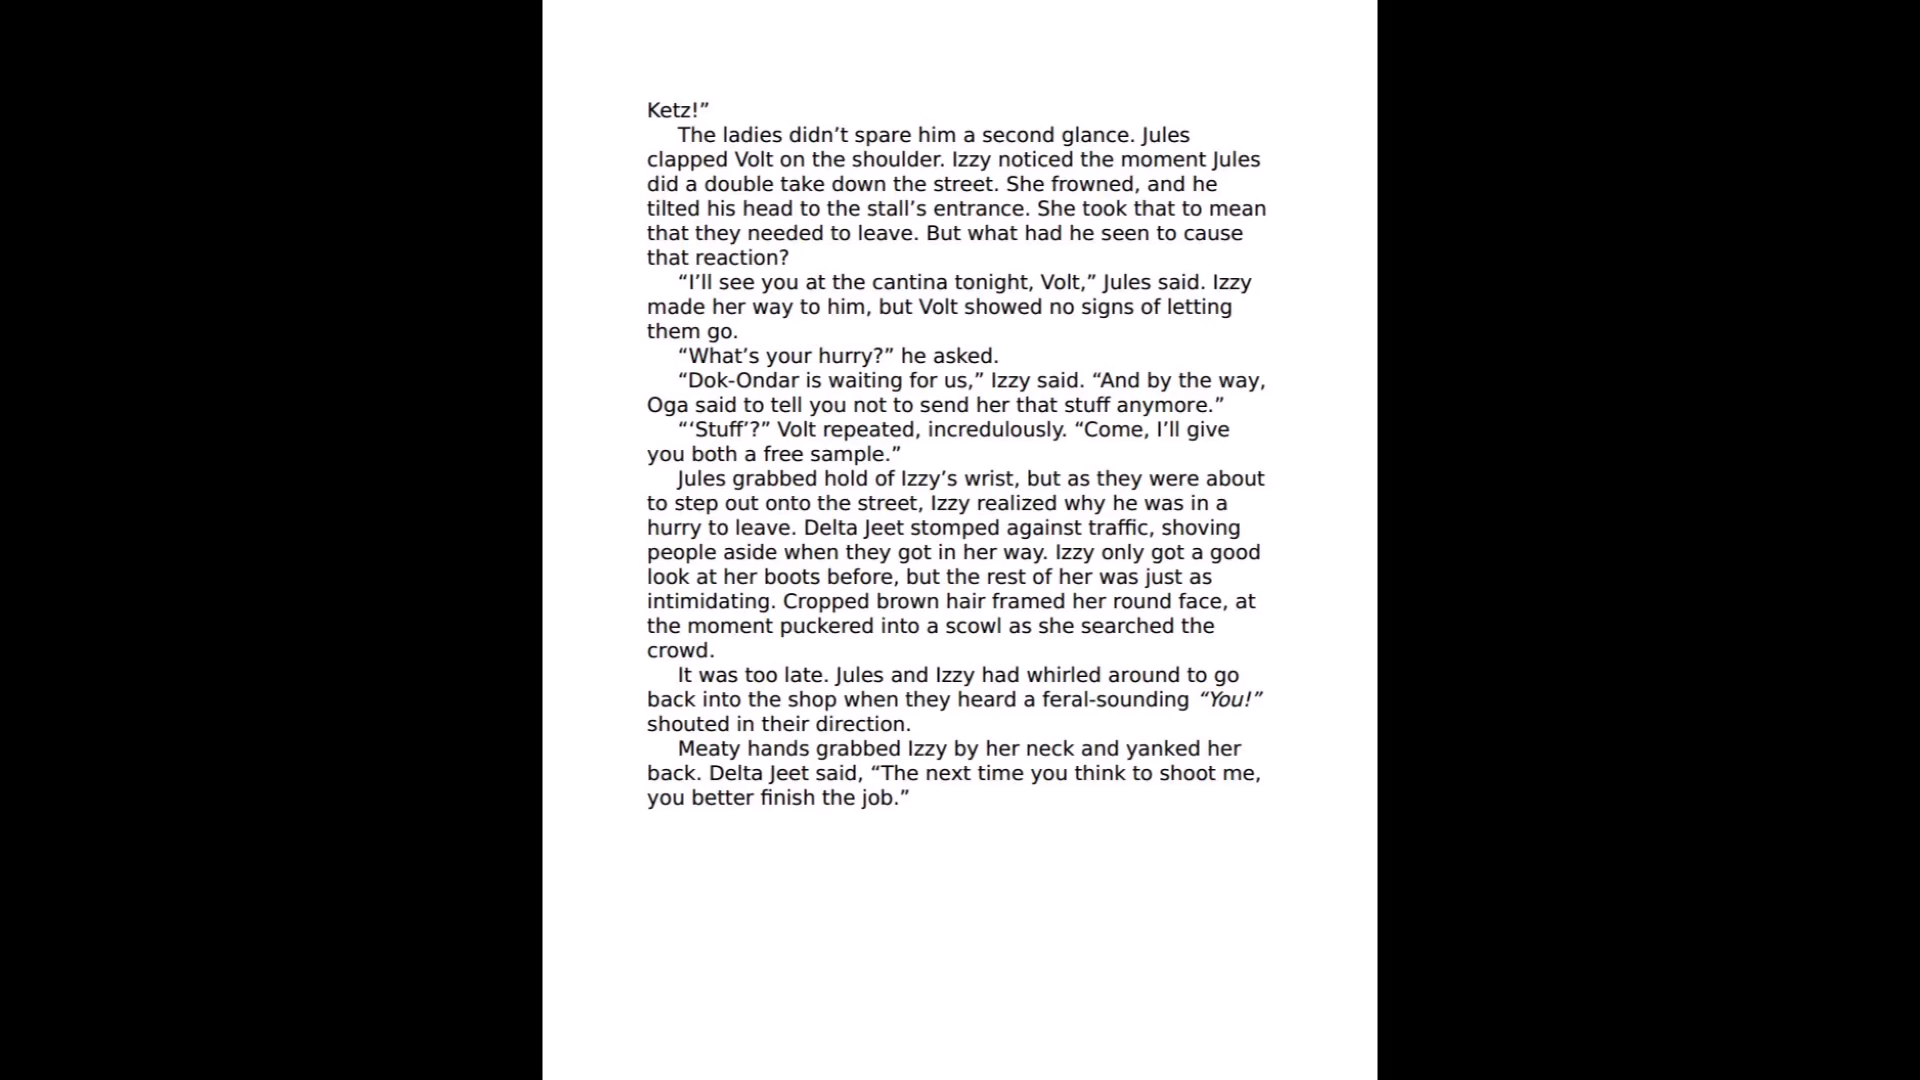 Ketz!”
The ladies didn’t spare him a second glance. Jules
clapped Volt on the shoulder. Izzy noticed the moment Jules
did a double take down the street. She frowned, and he
tilted his head to the stall’s entrance. She took that to mean
that they needed to leave. But what had he seen to cause
that reaction?
“I’ll see you at the cantina tonight, Volt,” Jules said. Izzy
made her way to him, but Volt showed no signs of letting
them go.
“What’s your hurry?” he asked.
“Dok-Ondar is waiting for us,” Izzy said. “And by the way,
Oga said to tell you not to send her that stuff anymore.”
“‘Stuff’?” Volt repeated, incredulously. “Come, I’ll give
you both a free sample.”
Jules grabbed hold of Izzy’s wrist, but as they were about
to step out onto the street, Izzy realized why he was in a
hurry to leave. Delta Jeet stomped against traffic, shoving
people aside when they got in her way. Izzy only got a good
look at her boots before, but the rest of her was just as
intimidating. Cropped brown hair framed her round face, at
the moment puckered into a scowl as she searched the
crowd.
It was too late. Jules and Izzy had whirled around to go
back into the shop when they heard a feral-sounding “You!”
shouted in their direction.
Meaty hands grabbed Izzy by her neck and yanked her
back. Delta Jeet said, “The next time you think to shoot me,
you better finish the job.”